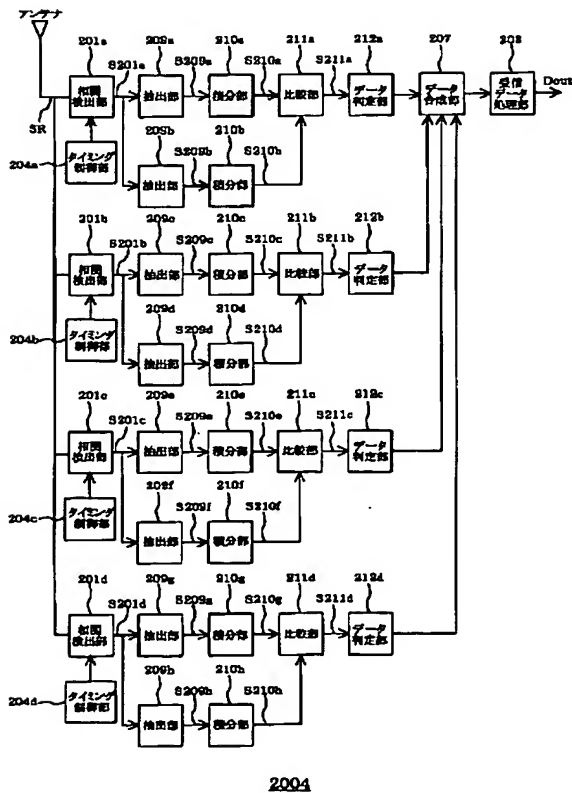 アンテナ
201a S201a 209a S209a 210a S210a 211a S211a 212a 207 208
SR 相関検出部 抽出部 積分部 比較部 データ判定部 データ合成部 受信データ処理部 Dout
204a タイミング制御部 209b S209b 210b S210b
抽出部 積分部
201b S201b 209c S209c 210c S210c 211b S211b 212b
相関検出部 抽出部 積分部 比較部 データ判定部
204b タイミング制御部 209d S209d 210d S210d
抽出部 積分部
201c S201c 209e S209e 210e S210e 211c S211c 212c
相関検出部 抽出部 積分部 比較部 データ判定部
204c タイミング制御部 209f S209f 210f S210f
抽出部 積分部
201d S201d 209g S209g 210g S210g 211d S211d 212d
相関検出部 抽出部 積分部 比較部 データ判定部
204d タイミング制御部 209h S209h 210h S210h
抽出部 積分部
2004